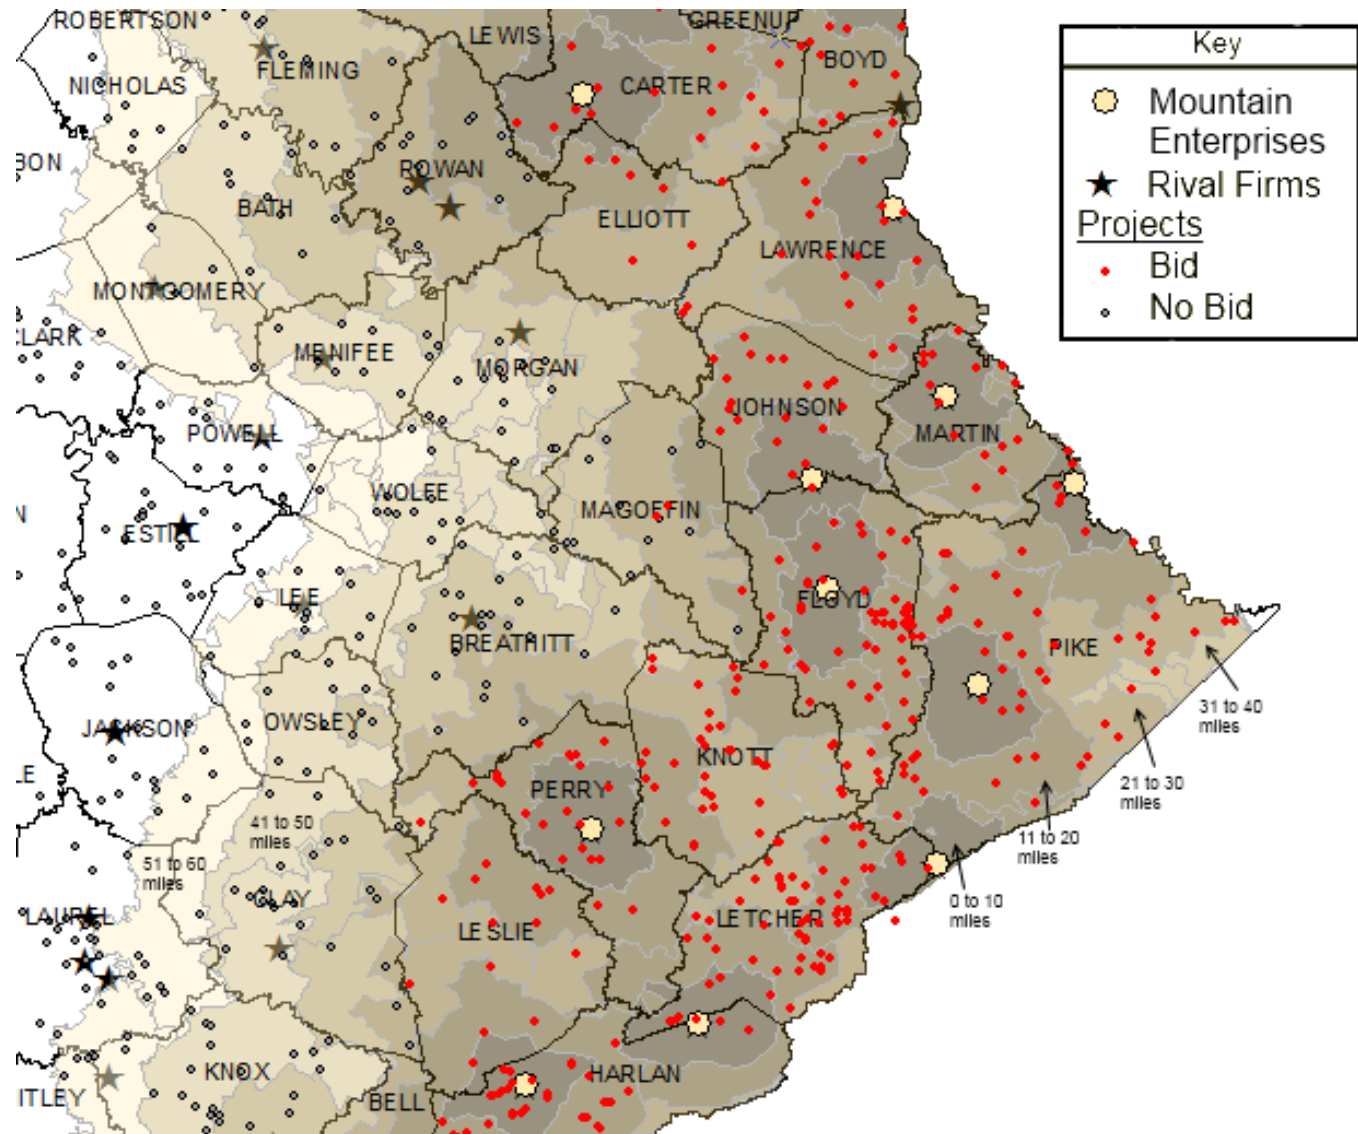 ROBERTSON
LEWIS
GREENUP
Key
FLEMING
NICHOLAS
CARTER
BOYD
Mountain
Enterprises
BON
ROWAN
Rival Firms
BATH
ELLIOTT
Projects
LAWRENCE
Bid
MONTGOMERY
No Bid
CLARK
MENIFEE
MORGAN
JOHNSON
MARTIN
POWELL
WOLFE
MAGOFFIN
N
ESTILL
LEE
FLOYD
BREATHITT
PIKE
31 to 40
miles
JACKSON
OWSLEY
KNOTT
LE
PERRY
21 to 30
miles
41 to 50
miles
11 to 20
miles
51 to 60
miles
CLAY
0 to 10
miles
LAUREL
LESLIE
LETCHER
KNOX
HARLAN
ITLEY
BELL